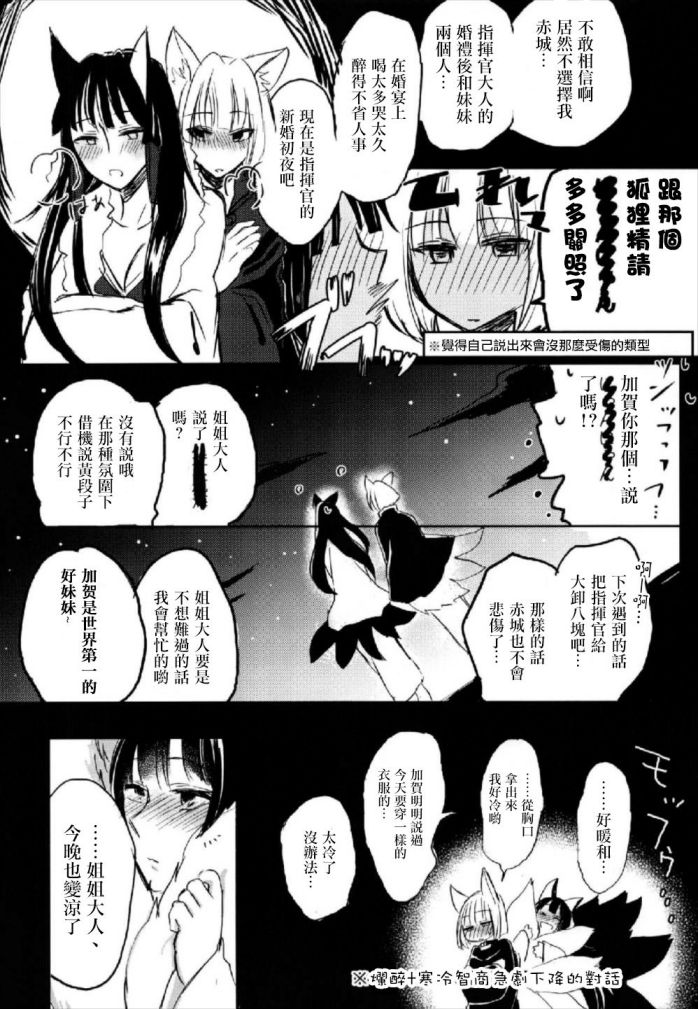 不敢相信啊
居然不選擇我
赤城…
指揮官大人的
婚禮後和妹妹
兩個人…
在婚宴上
喝太多哭太久
醉得不省人事
現在是指揮官的
新婚初夜吧
跟那個
狐狸精請
多多關照了
※覺得自己說出來會沒那麼受傷的類型
加賀你那個…說
了嗎!?
姐姐大人
說了
嗎?
沒有說哦
在那種氛圍下
借機說黃段子
不行不行
啊—
啊—…
下次遇到的話
把指揮官給
大卸八塊吧…
那樣的話
赤城也不會
悲傷了…
姐姐大人要是
不想難過的話
我會幫忙的喲
加賀是世界第一的
好妹妹~
モッフゥ…
……好暖和…
……從胸口
拿出來
我好冷喲
加賀明明說過
今天要穿一樣的
衣服的…
太冷了
沒辦法…
※爛醉+寒冷智商急劇下降的對話
……姐姐大人、
今晚也變涼了